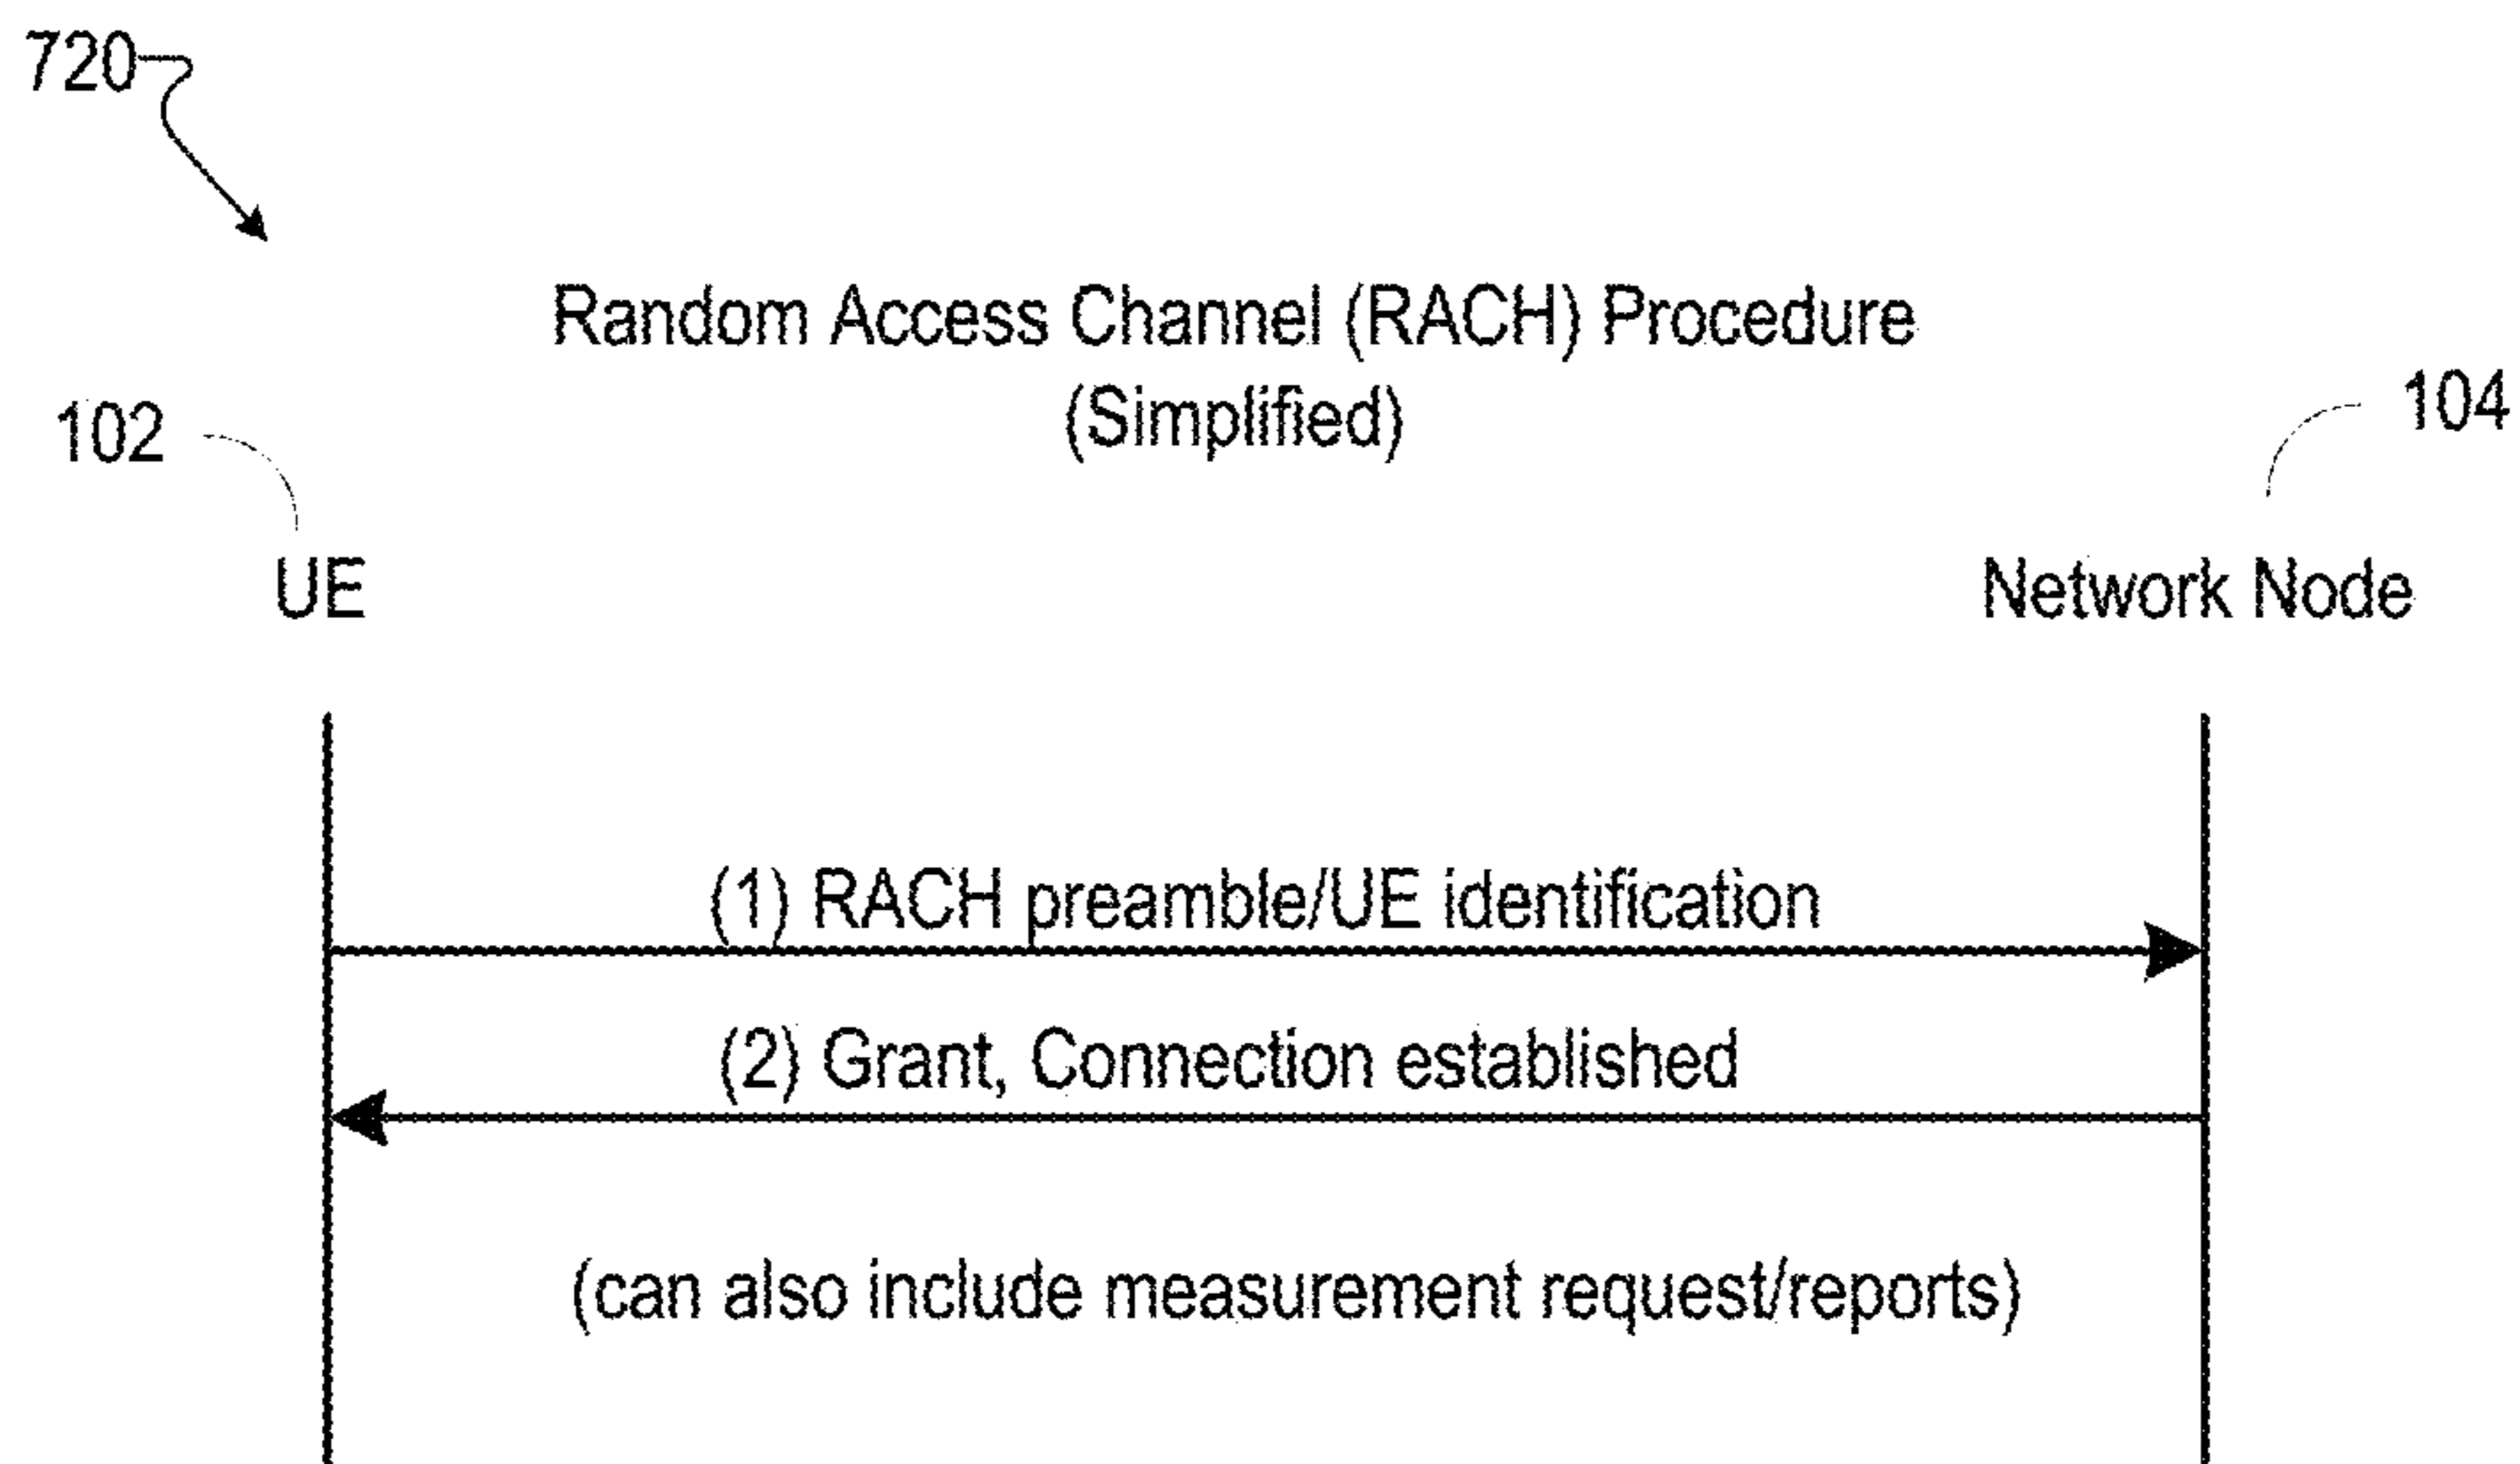 720
Random Access Channel (RACH) Procedure
(Simplified)
102
104
UE
Network Node
(1) RACH preamble/UE identification
(2) Grant, Connection established
(can also include measurement request/reports)